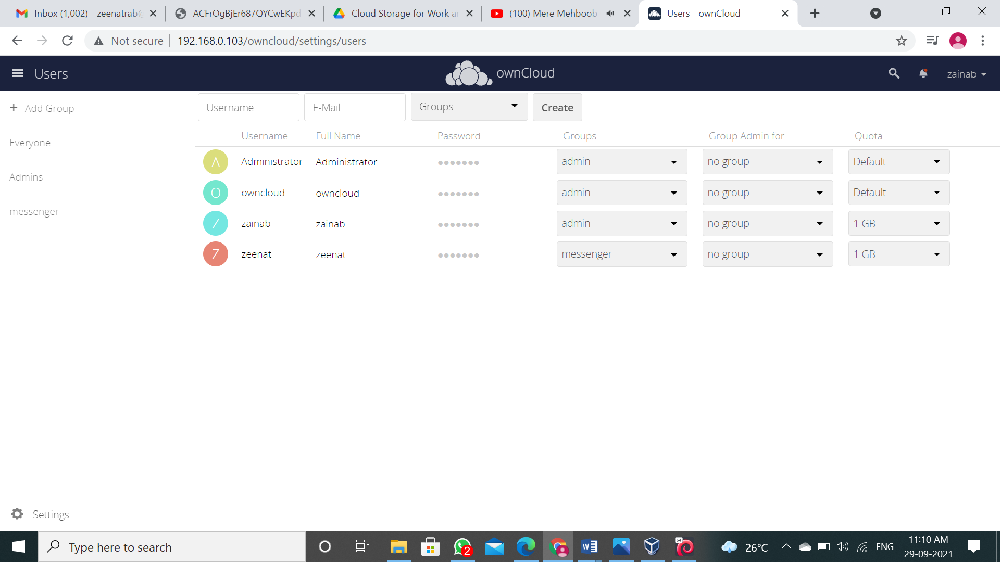 Inbox (1,002) - zeenatrab@
ACFrOgBjEr687QYCwEKpd
Cloud Storage for Work ar
(100) Mere Mehboob
Users - ownCloud
Not secure
192.168.0.103/owncloud/settings/users
Users
ownCloud
zainab
Add Group
Everyone
Admins
messenger
Settings
Username E-Mail Groups Create
Username Full Name Password Groups Group Admin for Quota
A Administrator Administrator ●●●●●●● admin no group Default
O owncloud owncloud ●●●●●●● admin no group Default
Z zainab zainab ●●●●●●● admin no group 1 GB
Z zeenat zeenat ●●●●●●● messenger no group 1 GB
Type here to search
2
W
64
26°C
ENG
11:10 AM
29-09-2021